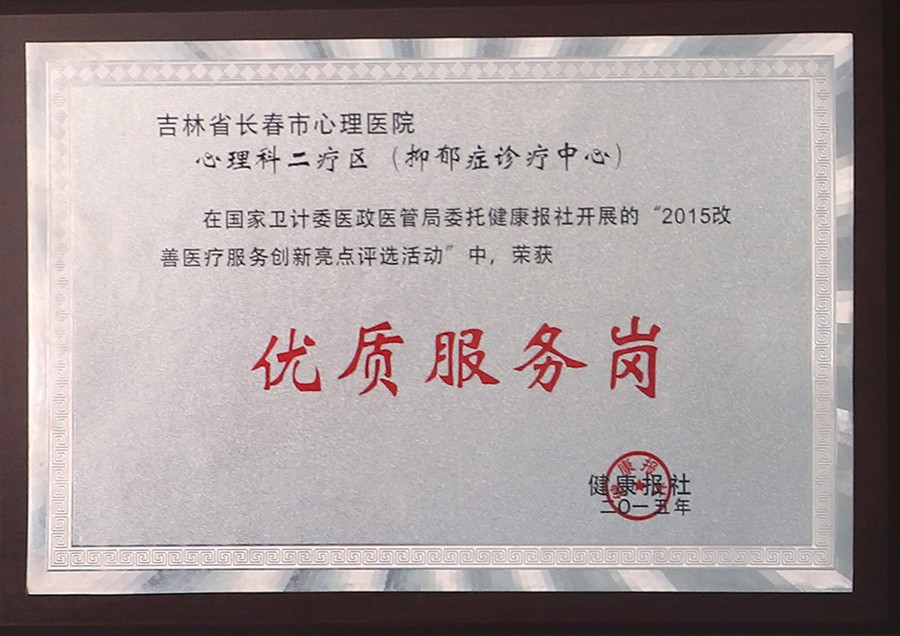 吉林省长春市心理医院
心理科二疗区（抑郁症诊疗中心）
在国家卫计委医政医管局委托健康报社开展的“2015改
善医疗服务创新亮点评选活动”中，荣获
优质服务岗
健康报社
健康报社
二〇一五年